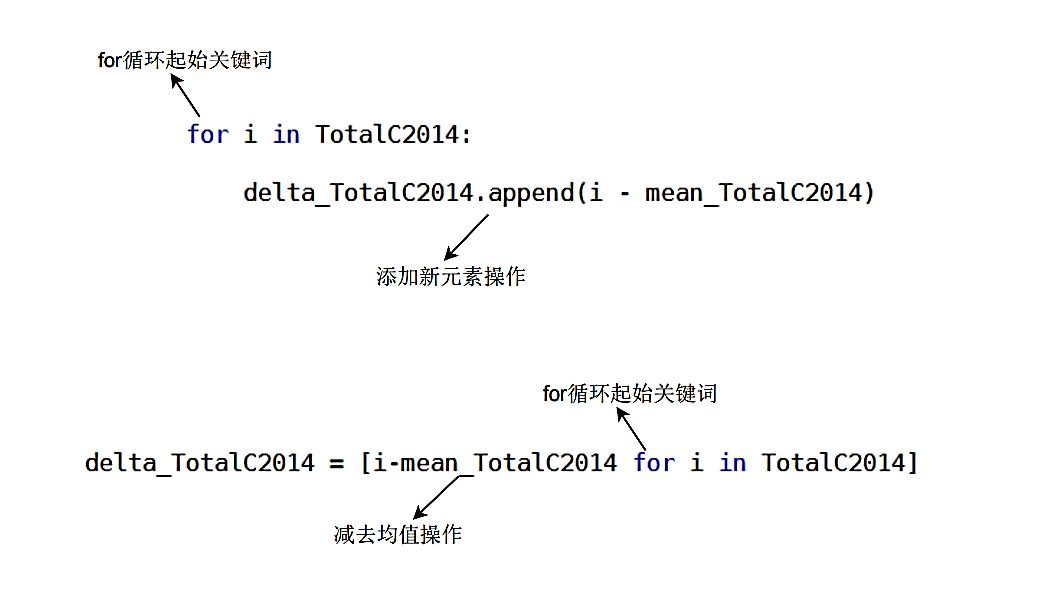 for循环起始关键词
for i in TotalC2014:
delta_TotalC2014.append(i - mean_TotalC2014)
添加新元素操作
for循环起始关键词
delta_TotalC2014 = [i-mean_TotalC2014 for i in TotalC2014]
减去均值操作